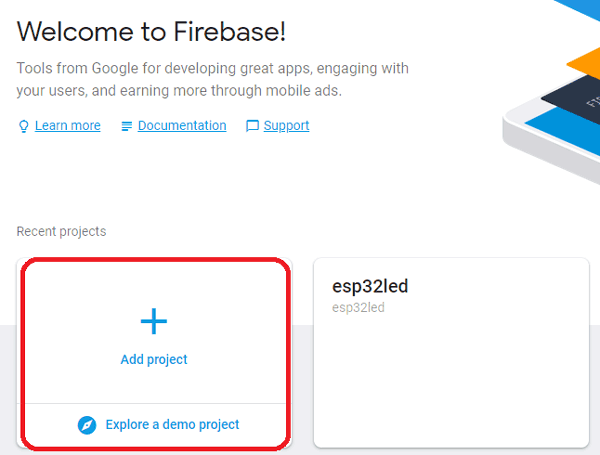 Welcome to Firebase!
Tools from Google for developing great apps, engaging with
your users, and earning more through mobile ads.
Learn more Documentation Support
Recent projects
Add project
Explore a demo project
esp32led
esp32led